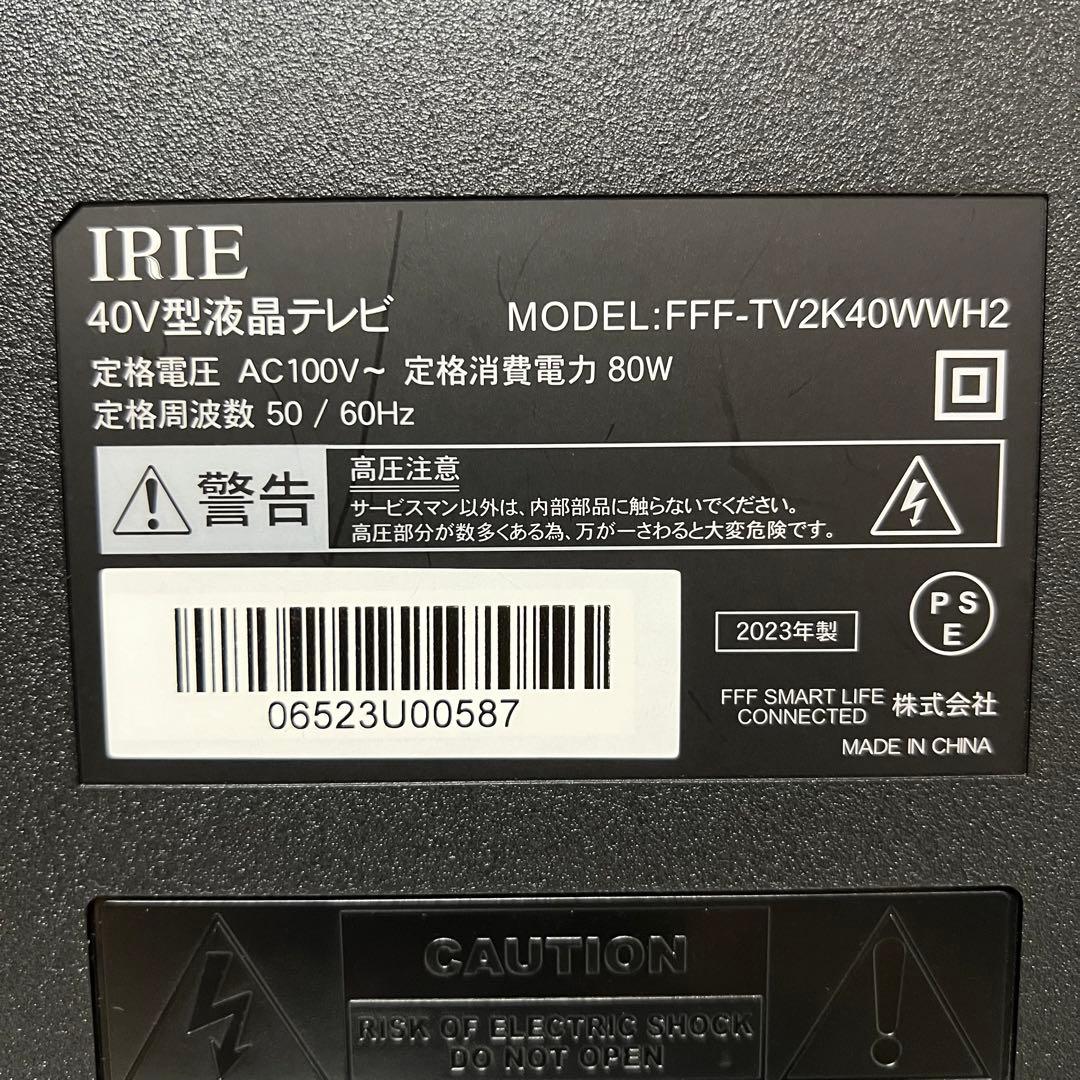 IRIE
40V型液晶テレビ
MODEL:FFF-TV2K40WWH2
定格電圧 AC100V～ 定格消費電力 80W
定格周波数 50 / 60Hz
警告
高圧注意
サービスマン以外は、内部部品に触らないでください。
高圧部分が数多くある為、万が一さわると大変危険です。
06523U00587
2023年製
PS
E
FFF SMART LIFE
CONNECTED 株式会社
MADE IN CHINA
CAUTION
RISK OF ELECTRIC SHOCK
DO NOT OPEN